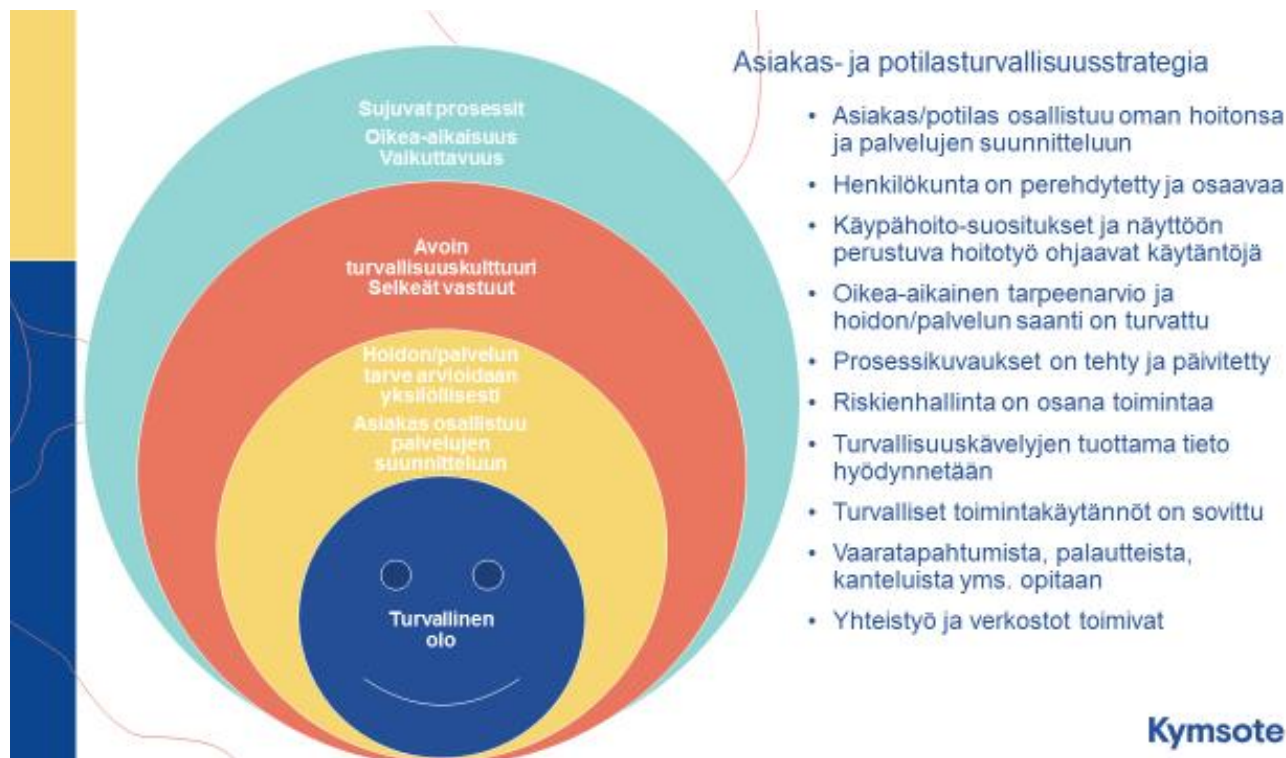 Asiakas- ja potilasturvallisuusstrategia
Sujuvat prosessit
Oikea-aikaisuus
Vaikuttavuus
Avoin
turvallisuuskulttuuri
Selkeät vastuut
Hoidon/palvelun
tarve arvioidaan
yksilöllisesti
Asiakas osallistuu
palvelujen
suunnitteluun
Turvallinen
olo
• Asiakas/potilas osallistuu oman hoitonsa
ja palvelujen suunnitteluun
• Henkilökunta on perehdytetty ja osaavaa
• Käypähoito-suositukset ja näyttöön
perustuva hoitotyö ohjaavat käytäntöjä
• Oikea-aikainen tarpeenarvio ja
hoidon/palvelun saanti on turvattu
• Prosessikuvaukset on tehty ja päivitetty
• Riskienhallinta on osana toimintaa
• Turvallisuuskävelyjen tuottama tieto
hyödynnetään
• Turvalliset toimintakäytännöt on sovittu
• Vaaratapahtumista, palautteista,
kanteluista yms. opitaan
• Yhteistyö ja verkostot toimivat
Kymsote